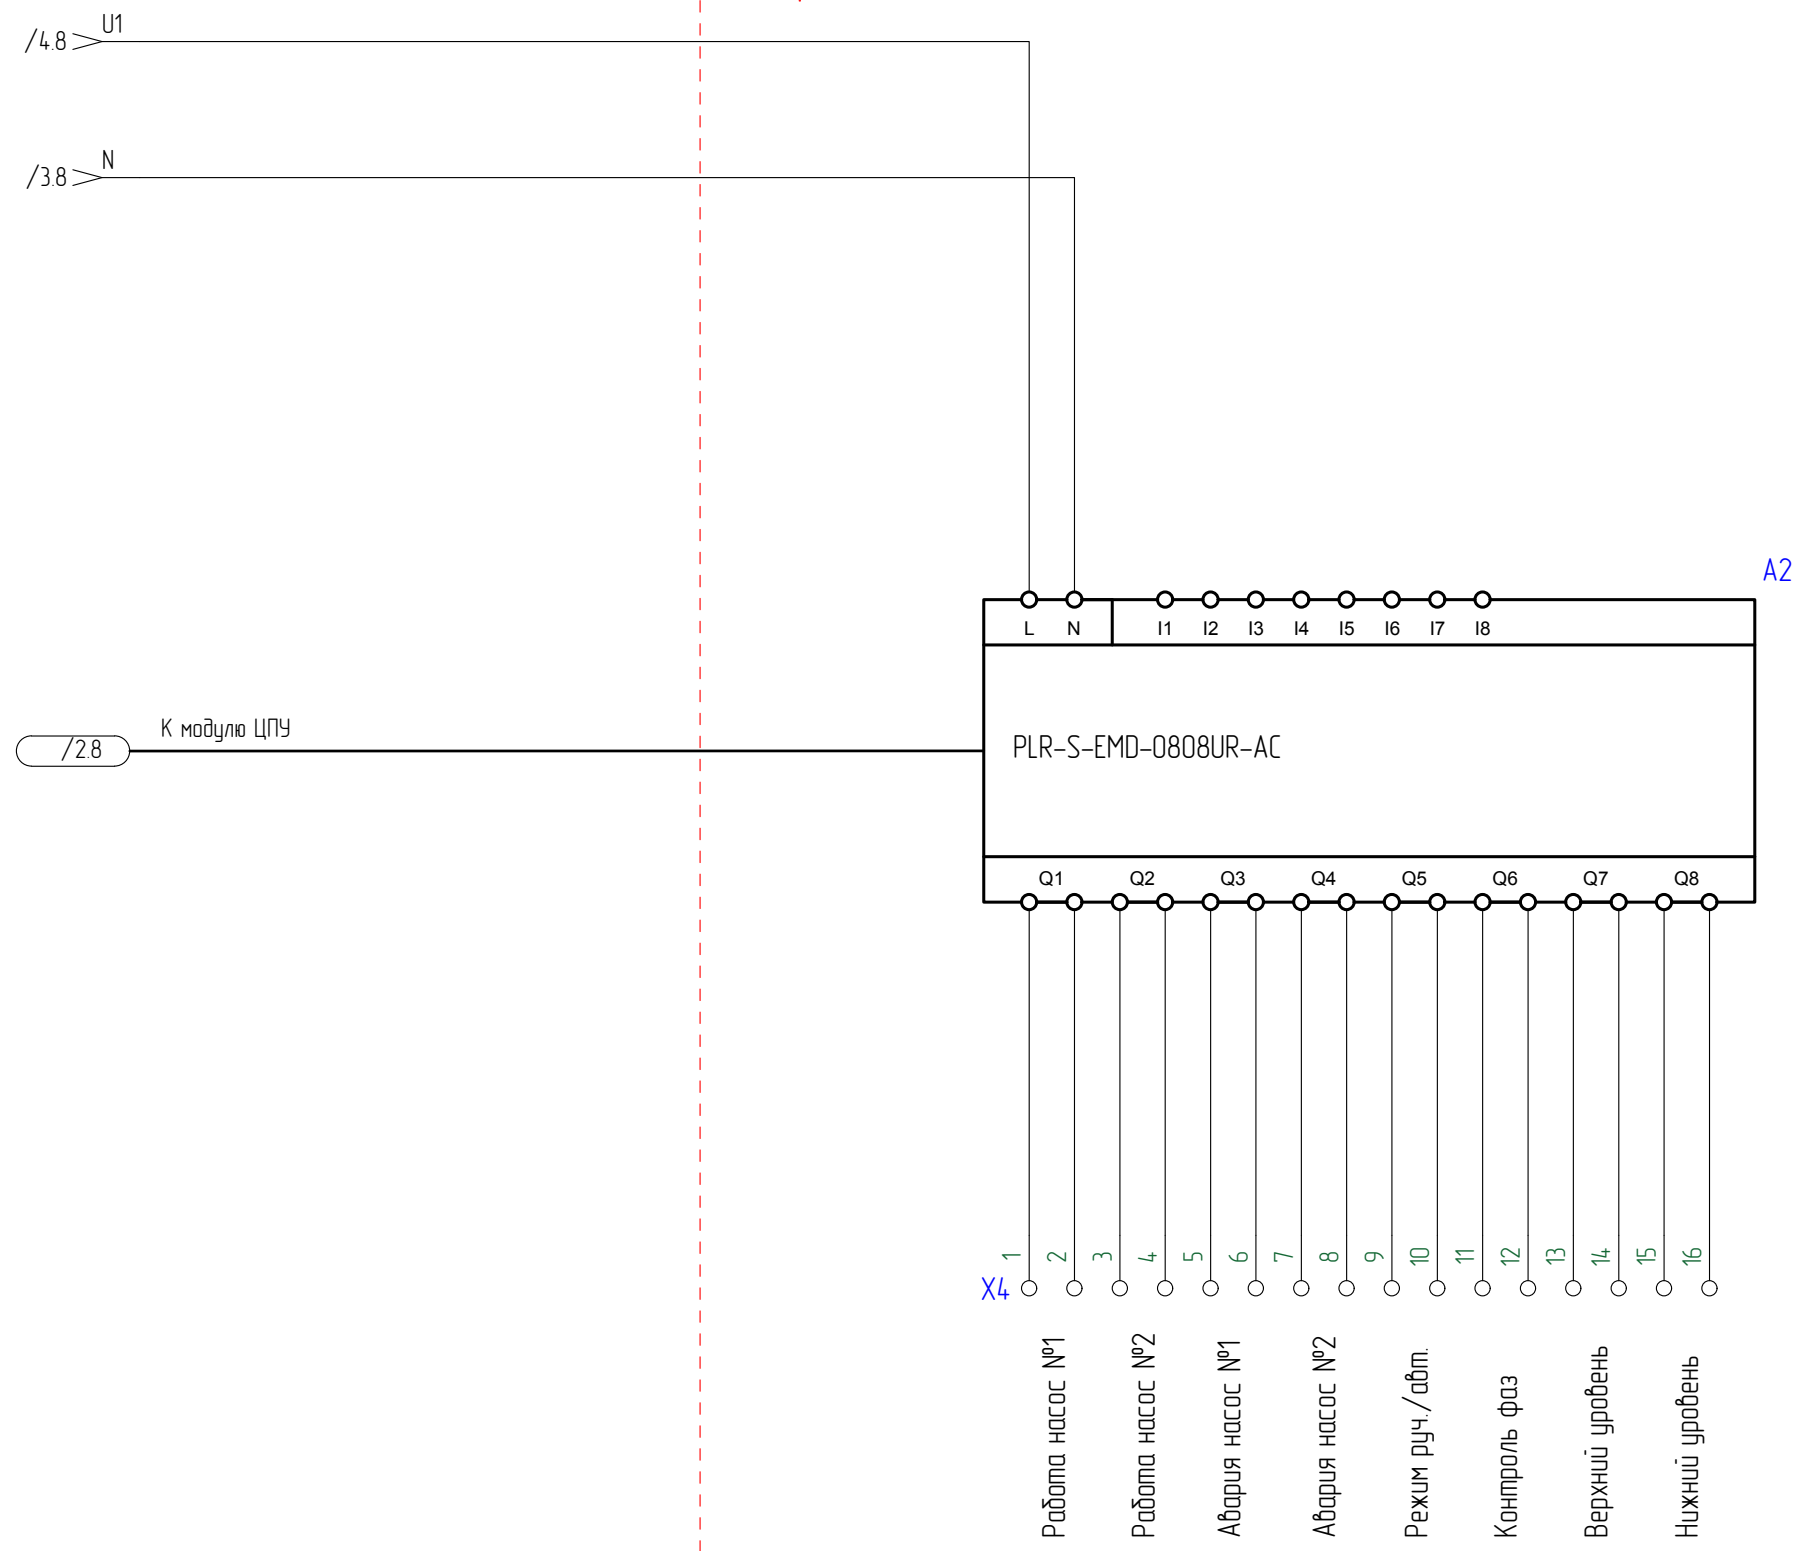 U1
/4.8
N
/3.8
A2
L N I1 I2 I3 I4 I5 I6 I7 I8
К модулю ЦПУ
/2.8
PLR-S-EMD-0808UR-AC
Q1 Q2 Q3 Q4 Q5 Q6 Q7 Q8
1 2 3 4 5 6 7 8 9 10 11 12 13 14 15 16
X4
Работа насос №1
Работа насос №2
Авария насос №1
Авария насос №2
Режим руч./авт.
Контроль фаз
Верхний уровень
Нижний уровень